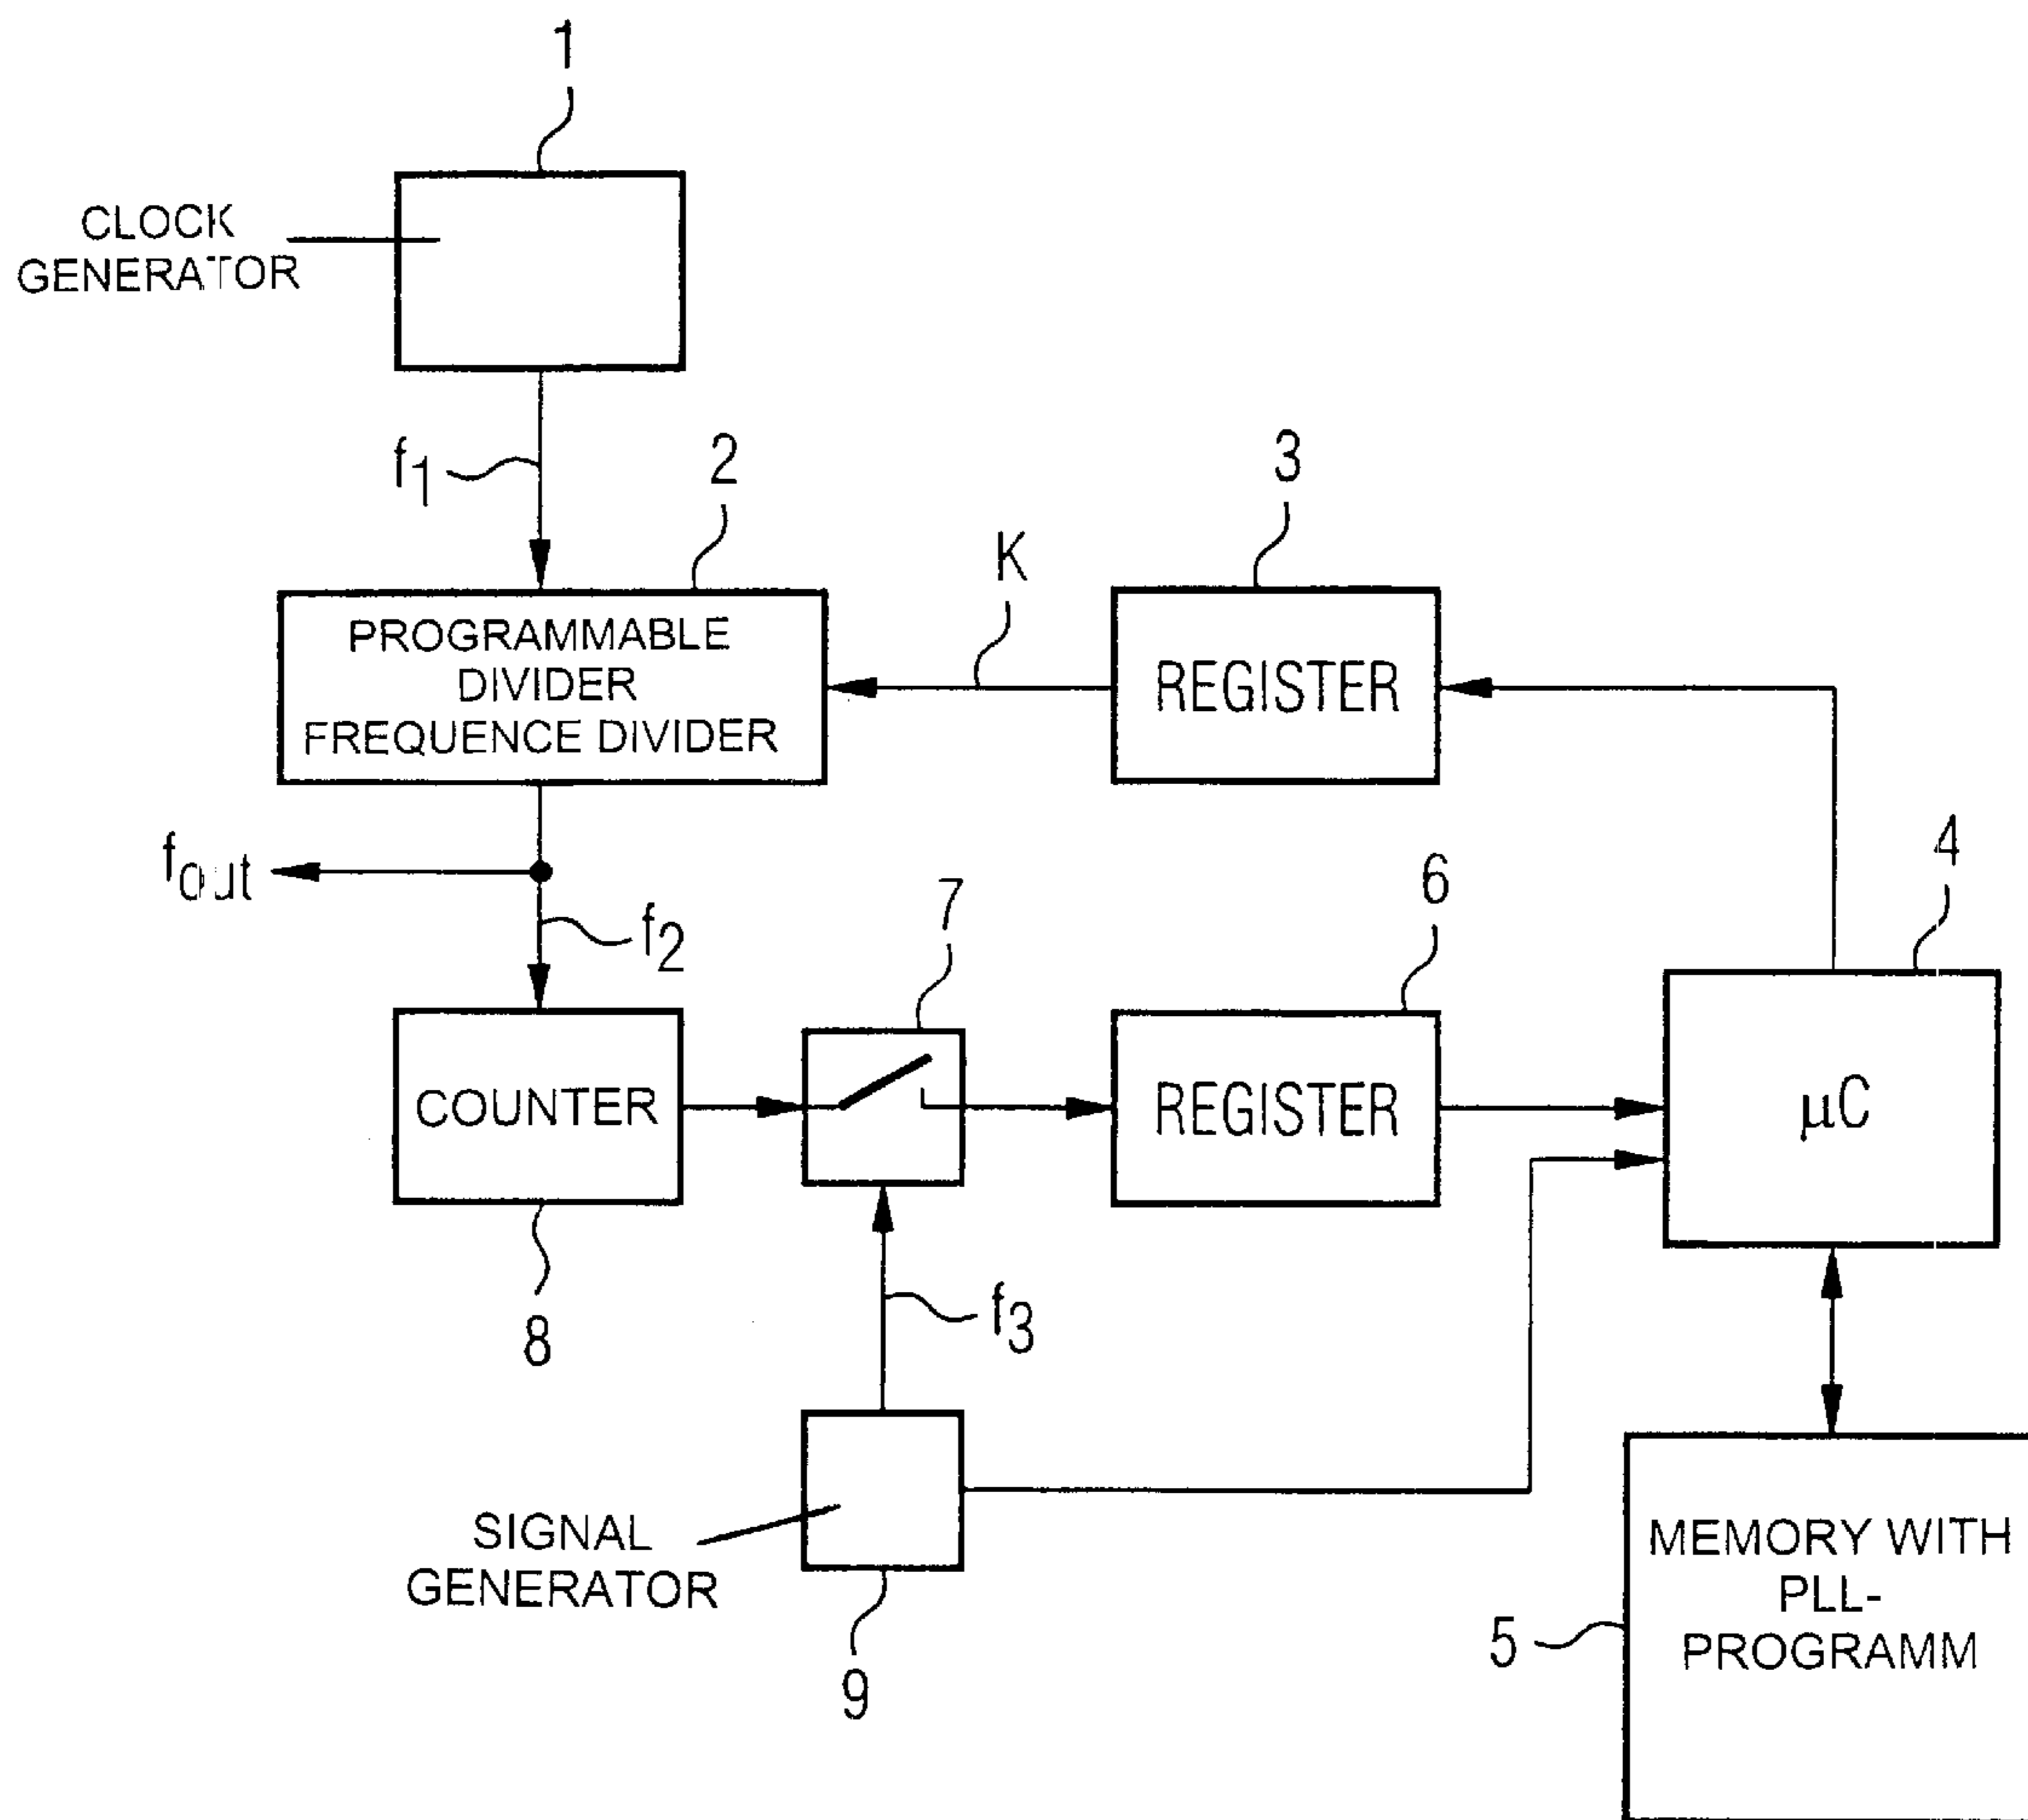 1
CLOCK
GENERATOR
f1
2
3
K
PROGRAMMABLE
DIVIDER
FREQUENCE DIVIDER
REGISTER
4
fout
f2
7
6
COUNTER
REGISTER
µC
8
f3
SIGNAL
GENERATOR
9
5
MEMORY WITH
PLL-
PROGRAMM